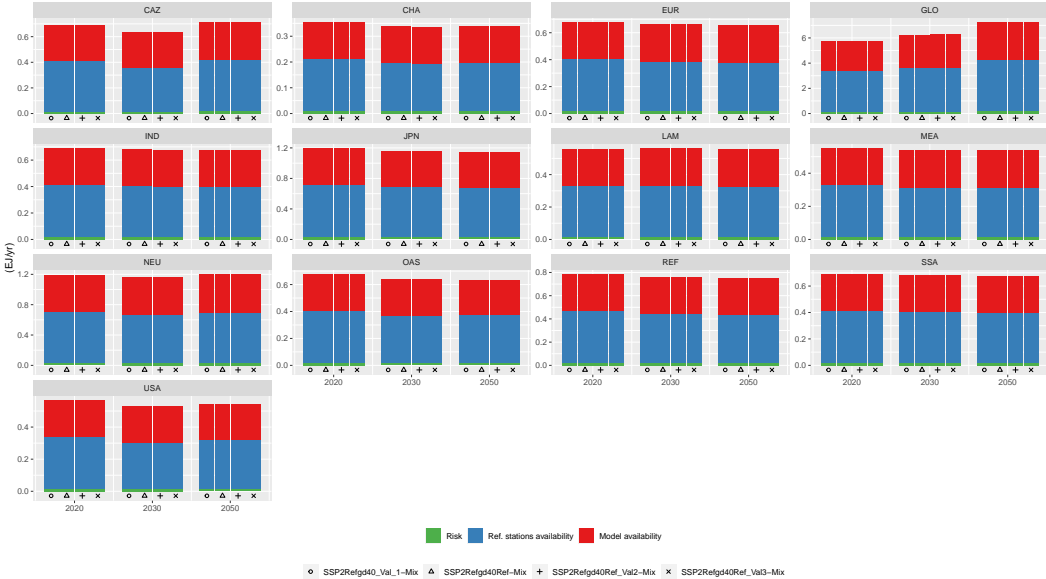 CAZ CHA EUR GLO
0.6 0.4 0.2 0.0
0.3 0.2 0.1 0.0
0.6 0.4 0.2 0.0
6 4 2 0
IND JPN LAM MEA
0.6 0.4 0.2 0.0
1.2 0.8 0.4 0.0
0.4 0.2 0.0
0.4 0.2 0.0
(EJ/yr)
NEU OAS REF SSA
1.2 0.8 0.4 0.0
0.6 0.4 0.2 0.0
0.8 0.6 0.4 0.2 0.0
0.6 0.4 0.2 0.0
2020 2030 2050
2020 2030 2050
2020 2030 2050
USA
0.4 0.2 0.0
2020 2030 2050
Risk Ref. stations availability Model availability
SSP2Refgd40_Val_1−Mix SSP2Refgd40Ref−Mix SSP2Refgd40Ref_Val2−Mix SSP2Refgd40Ref_Val3−Mix